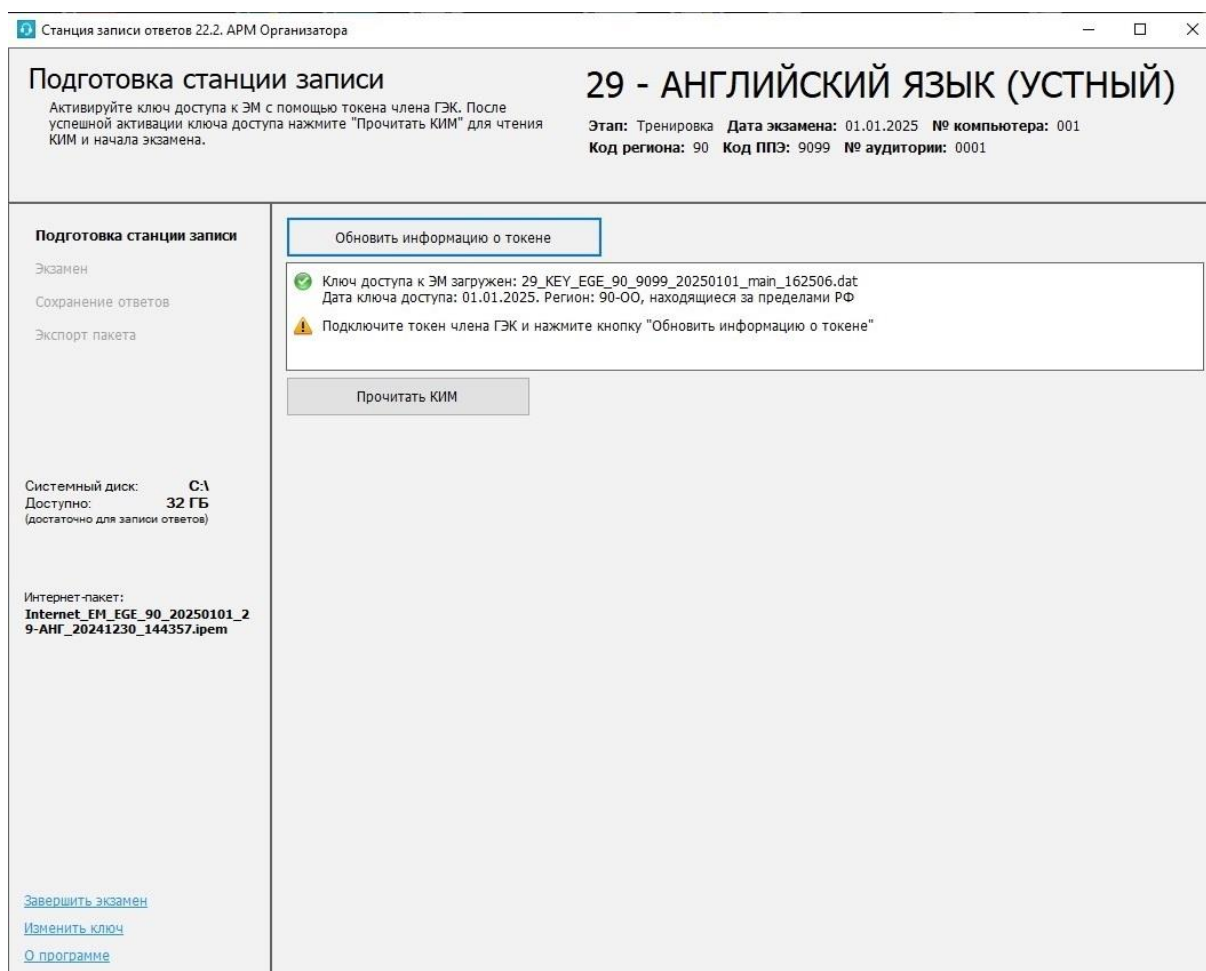 Станция записи ответов 22.2. АРМ Организатора
Подготовка станции записи
Активируйте ключ доступа к ЭМ с помощью токена члена ГЭК. После
успешной активации ключа доступа нажмите "Прочитать КИМ" для чтения
КИМ и начала экзамена.
29 - АНГЛИЙСКИЙ ЯЗЫК (УСТНЫЙ)
Этап: Тренировка Дата экзамена: 01.01.2025 № компьютера: 001
Код региона: 90 Код ППЭ: 9099 № аудитории: 0001
Подготовка станции записи
Экзамен
Сохранение ответов
Экспорт пакета
Системный диск: C:\
Доступно: 32 ГБ
(достаточно для записи ответов)
Интернет-пакет:
Internet_EM_EGE_90_20250101_2
9-АНГ_20241230_144357.ipem
Завершить экзамен
Изменить ключ
О программе
Обновить информацию о токене
Ключ доступа к ЭМ загружен: 29_KEY_EGE_90_9099_20250101_main_162506.dat
Дата ключа доступа: 01.01.2025. Регион: 90-ОО, находящиеся за пределами РФ
Подключите токен члена ГЭК и нажмите кнопку "Обновить информацию о токене"
Прочитать КИМ